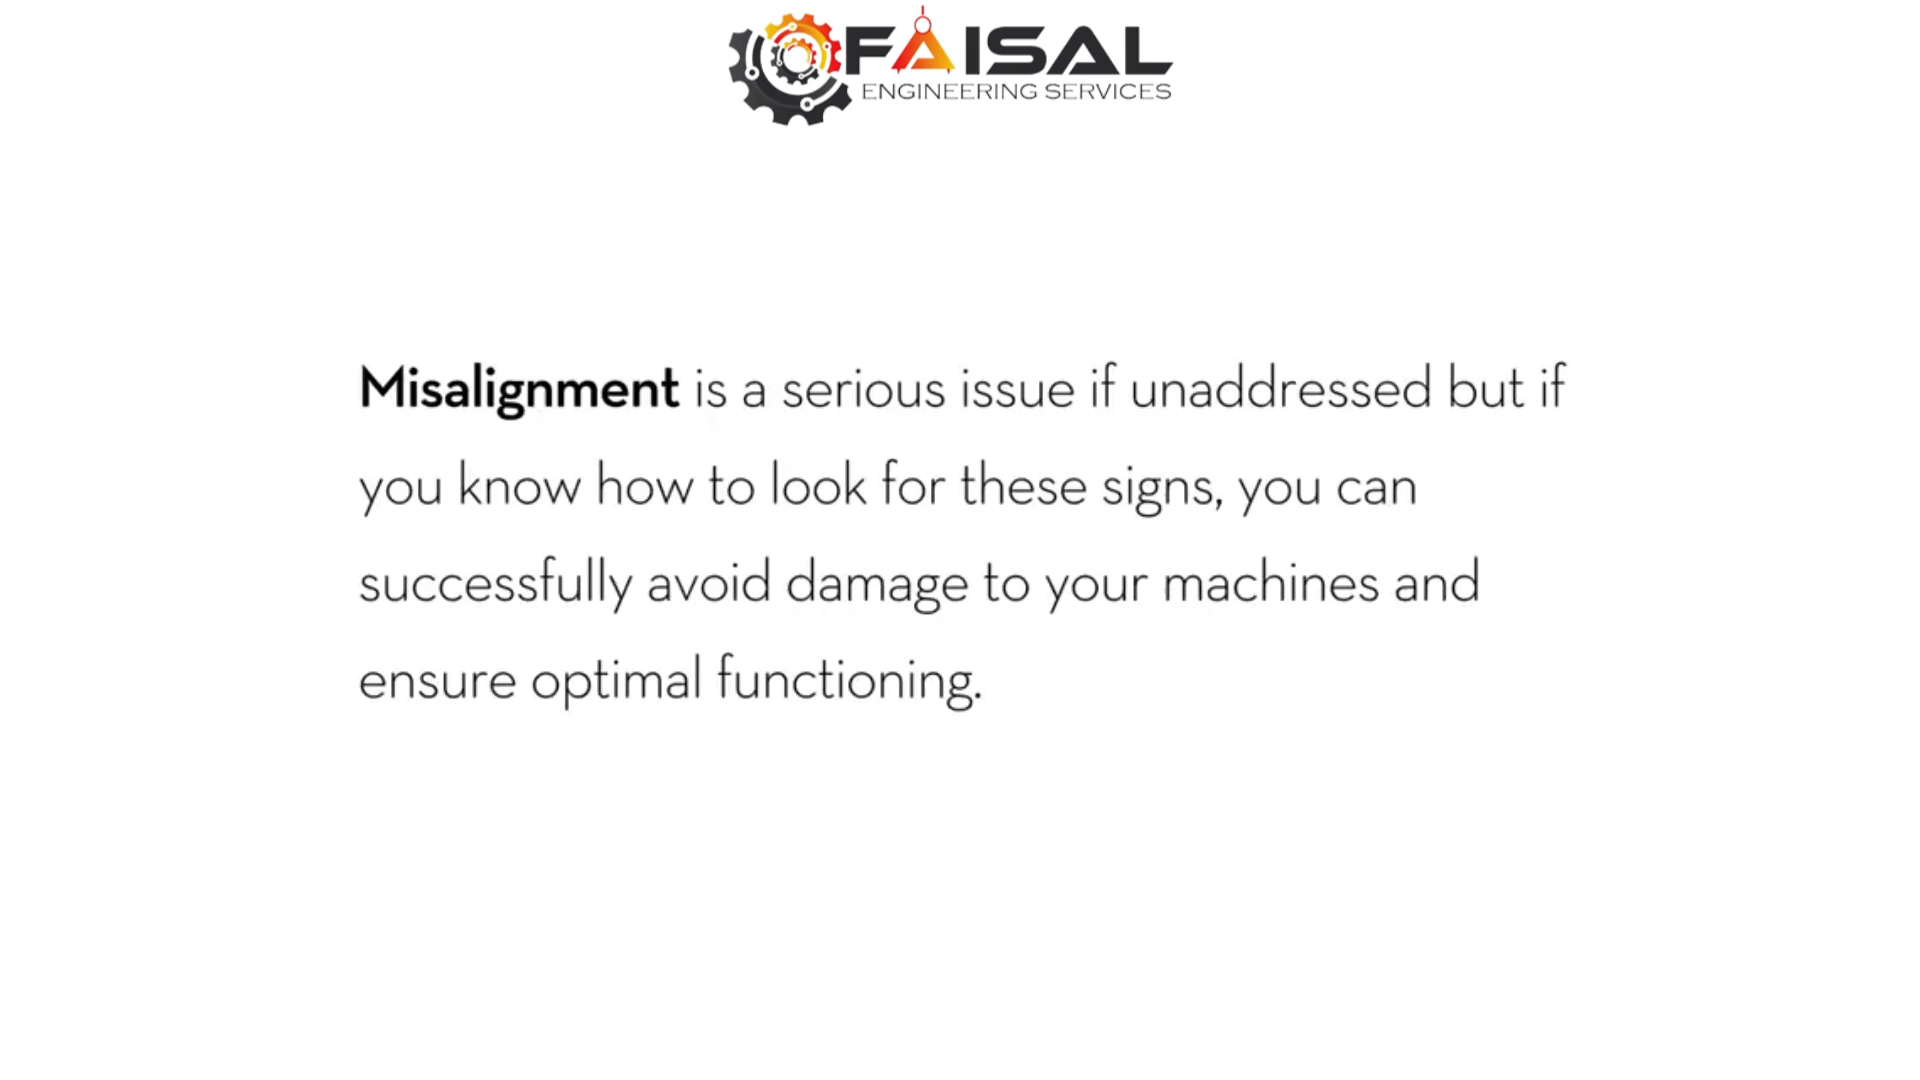 FAISAL
ENGINEERING SERVICES
Misalignment is a serious issue if unaddressed but if
you know how to look for these signs, you can
successfully avoid damage to your machines and
ensure optimal functioning.